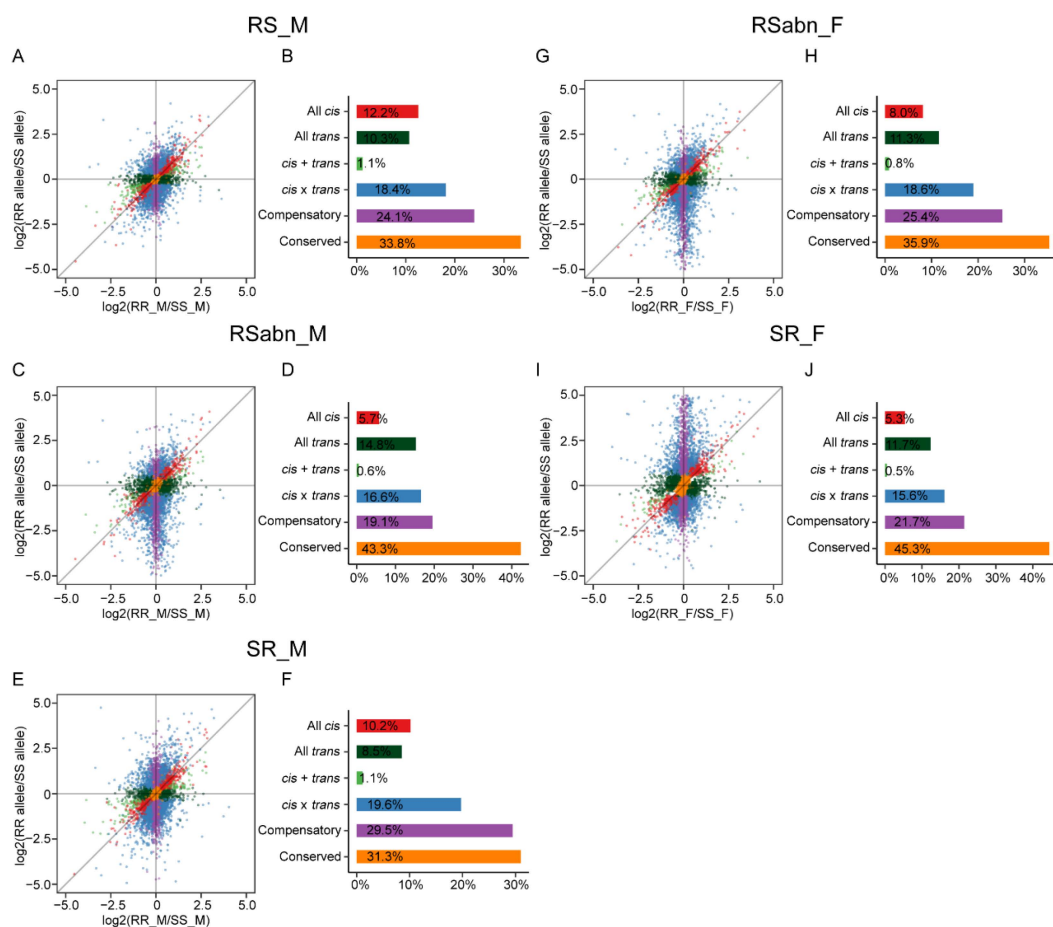 RS_M
RSabn_F
A
B
G
H
5.0
2.5
0.0
−2.5
−5.0
log2(RR allele/SS allele)
−5.0 −2.5 0.0 2.5 5.0
log2(RR_M/SS_M)
All cis 12.2%
All trans 10.3%
cis + trans 1.1%
cis x trans 18.4%
Compensatory 24.1%
Conserved 33.8%
0% 10% 20% 30%
5.0
2.5
0.0
−2.5
−5.0
log2(RR allele/SS allele)
−5.0 −2.5 0.0 2.5 5.0
log2(RR_F/SS_F)
All cis 8.0%
All trans 11.3%
cis + trans 0.8%
cis x trans 18.6%
Compensatory 25.4%
Conserved 35.9%
0% 10% 20% 30%
RSabn_M
SR_F
C
D
I
J
5.0
2.5
0.0
−2.5
−5.0
log2(RR allele/SS allele)
−5.0 −2.5 0.0 2.5 5.0
log2(RR_M/SS_M)
All cis 5.7%
All trans 14.8%
cis + trans 0.6%
cis x trans 16.6%
Compensatory 19.1%
Conserved 43.3%
0% 10% 20% 30% 40%
5.0
2.5
0.0
−2.5
−5.0
log2(RR allele/SS allele)
−5.0 −2.5 0.0 2.5 5.0
log2(RR_F/SS_F)
All cis 5.3%
All trans 11.7%
cis + trans 0.5%
cis x trans 15.6%
Compensatory 21.7%
Conserved 45.3%
0% 10% 20% 30% 40%
SR_M
E
F
5.0
2.5
0.0
−2.5
−5.0
log2(RR allele/SS allele)
−5.0 −2.5 0.0 2.5 5.0
log2(RR_M/SS_M)
All cis 10.2%
All trans 8.5%
cis + trans 1.1%
cis x trans 19.6%
Compensatory 29.5%
Conserved 31.3%
0% 10% 20% 30%